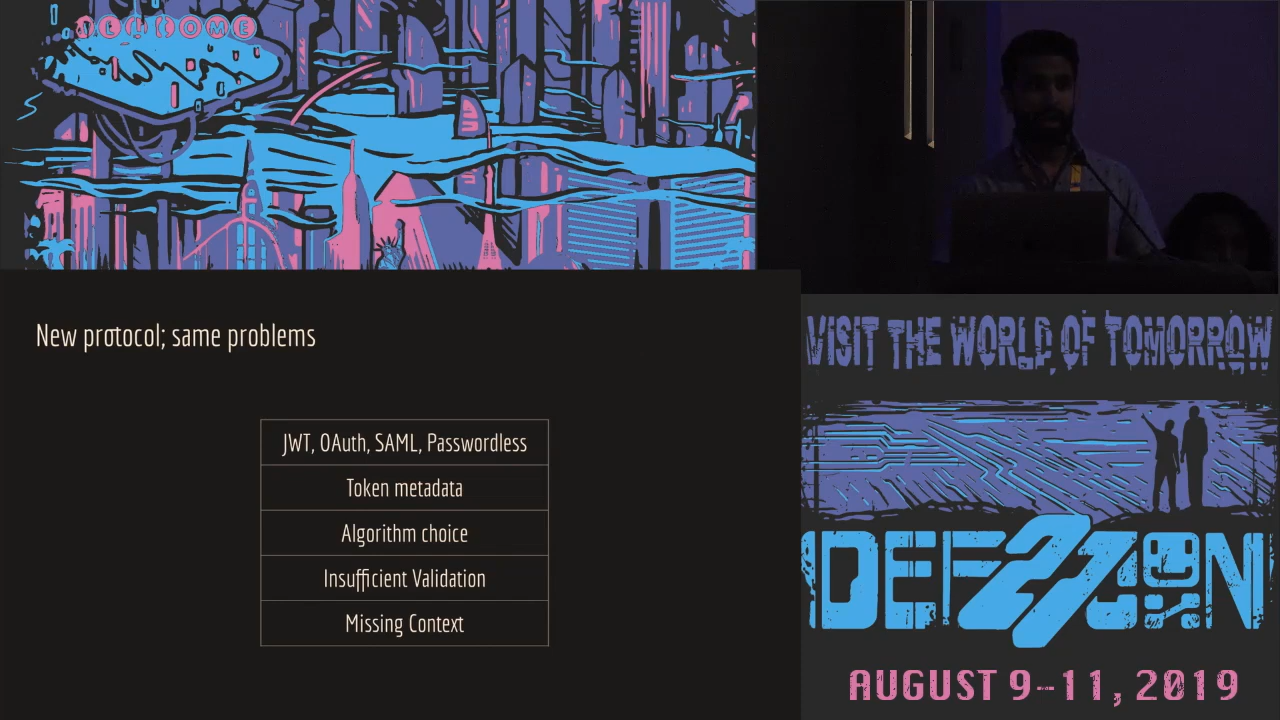 WELCOME
New protocol; same problems
JWT, OAuth, SAML, Passwordless
Token metadata
Algorithm choice
Insufficient Validation
Missing Context
VISIT THE WORLD OF TOMORROW
DEF 27 CON
AUGUST 9-11, 2019